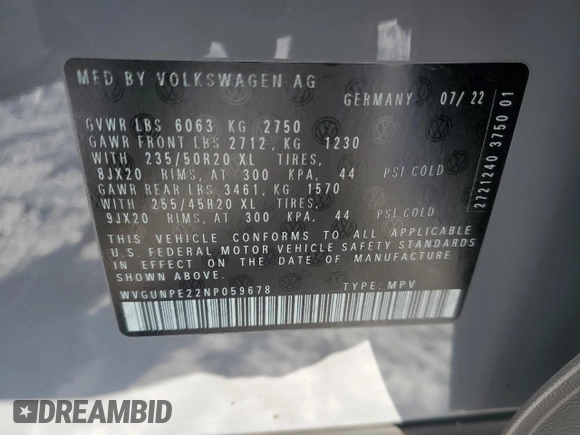 MFD BY VOLKSWAGEN AG
GERMANY 07/ 22
GVWR LBS 6063 KG 2750
GAWR FRONT LBS 2712, KG 1230
WITH 235/50R20 XL TIRES,
8JX20 RIMS, AT 300 KPA, 44 PSI COLD
GAWR REAR LBS 3461, KG 1570
WITH 255/45R20 XL TIRES,
9JX20 RIMS, AT 300 KPA, 44 PSI COLD
THIS VEHICLE CONFORMS TO ALL APPLICABLE
U.S. FEDERAL MOTOR VEHICLE SAFETY STANDARDS
IN EFFECT ON THE DATE OF MANUFACTURE
SHOWN ABOVE.
WVGUNPE22NP059678 TYPE: MPV
2721240 3750 01
DREAMBID